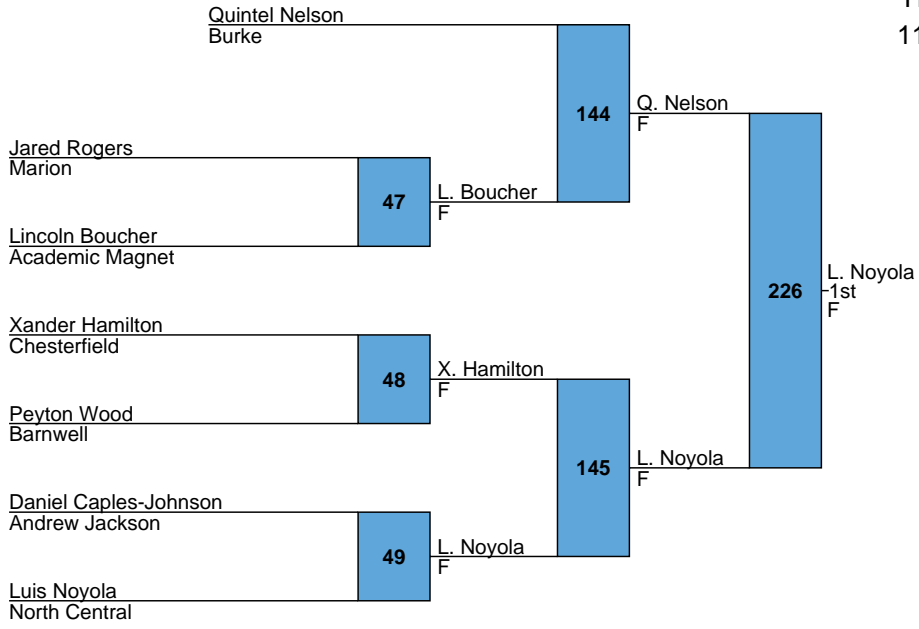 Quintel Nelson
Burke
11
144
Q. Nelson
F
Jared Rogers
Marion
47
L. Boucher
F
Lincoln Boucher
Academic Magnet
226
L. Noyola
1st
F
Xander Hamilton
Chesterfield
48
X. Hamilton
F
Peyton Wood
Barnwell
145
L. Noyola
F
Daniel Caples-Johnson
Andrew Jackson
49
L. Noyola
F
Luis Noyola
North Central